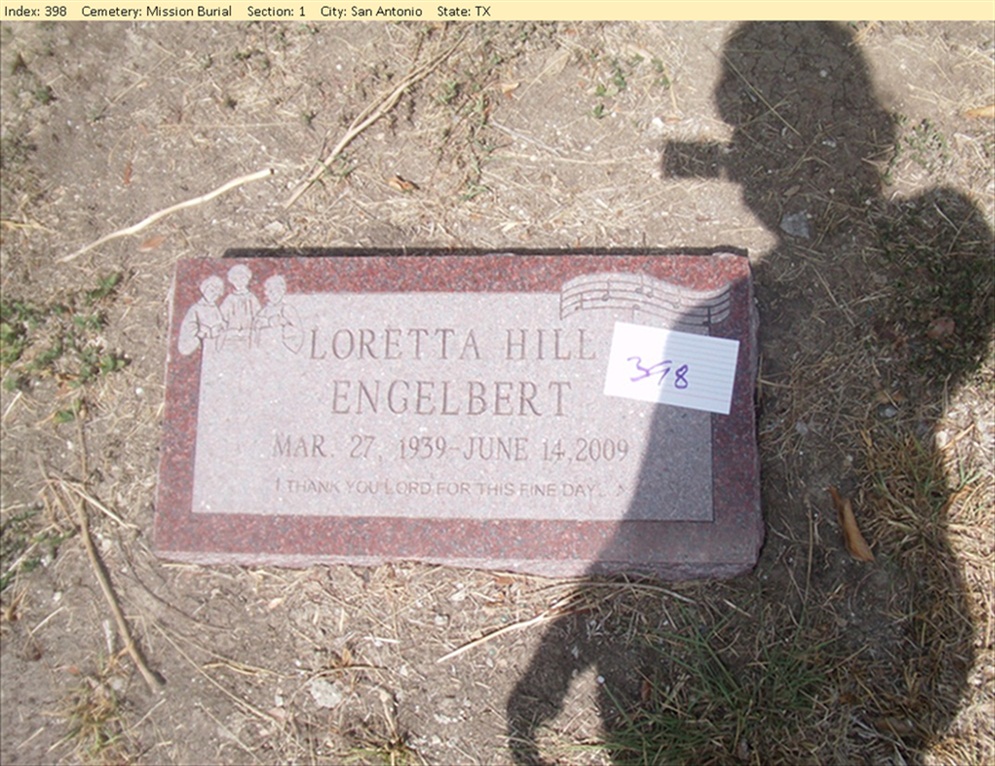 Index: 398 Cemetery: Mission Burial Section: 1 City: San Antonio State: TX
LORETTA HILL
398
ENGELBERT
MAR. 27, 1939-JUNE 14, 2009
I THANK YOU LORD FOR THIS FINE DAY